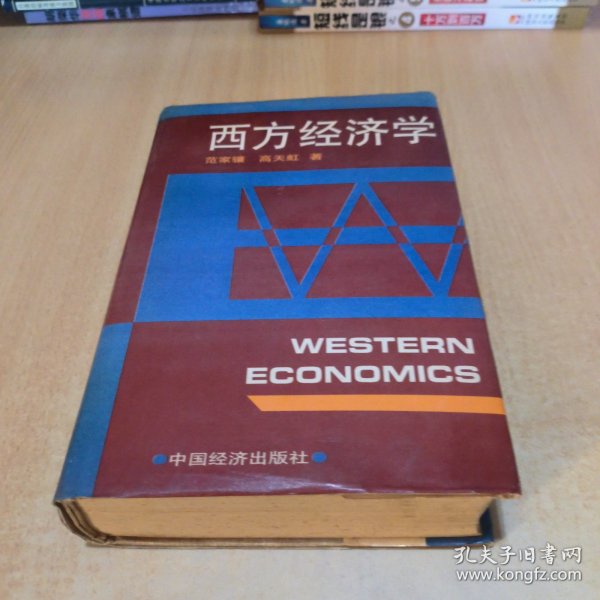 西方经济学
范家骧 高天虹 著
WESTERN
ECONOMICS
中国经济出版社
孔夫子旧书网
www.kongfz.com